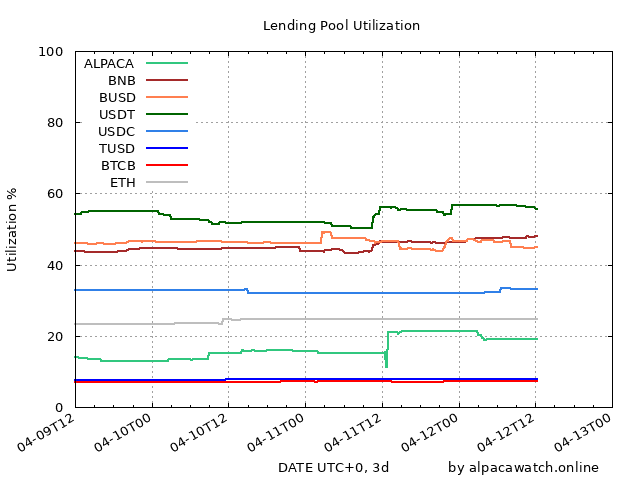 Lending Pool Utilization
100
80
60
40
20
0
Utilization %
ALPACA
BNB
BUSD
USDT
USDC
TUSD
BTCB
ETH
04-09T12
04-10T00
04-10T12
04-11T00
04-11T12
04-12T00
04-12T12
04-13T00
DATE UTC+0, 3d
by alpacawatch.online